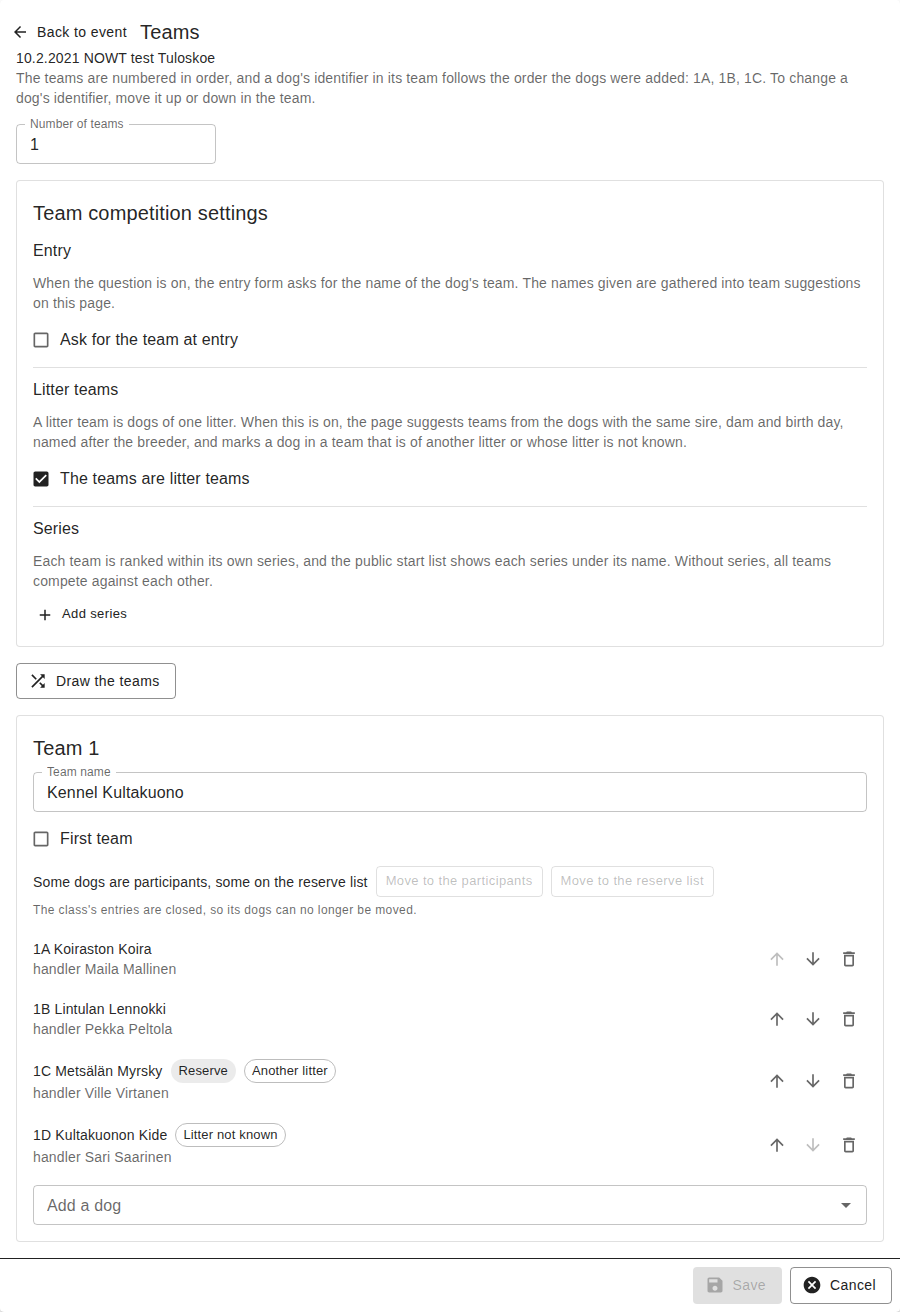 Back to event Teams
10.2.2021 NOWT test Tuloskoe
The teams are numbered in order, and a dog's identifier in its team follows the order the dogs were added: 1A, 1B, 1C. To change a
dog's identifier, move it up or down in the team.
Number of teams
1
Team competition settings
Entry
When the question is on, the entry form asks for the name of the dog's team. The names given are gathered into team suggestions
on this page.
Ask for the team at entry
Litter teams
A litter team is dogs of one litter. When this is on, the page suggests teams from the dogs with the same sire, dam and birth day,
named after the breeder, and marks a dog in a team that is of another litter or whose litter is not known.
The teams are litter teams
Series
Each team is ranked within its own series, and the public start list shows each series under its name. Without series, all teams
compete against each other.
Add series
Draw the teams
Team 1
Team name
Kennel Kultakuono
First team
Some dogs are participants, some on the reserve list Move to the participants Move to the reserve list
The class's entries are closed, so its dogs can no longer be moved.
1A Koiraston Koira
handler Maila Mallinen
1B Lintulan Lennokki
handler Pekka Peltola
1C Metsälän Myrsky Reserve Another litter
handler Ville Virtanen
1D Kultakuonon Kide Litter not known
handler Sari Saarinen
Add a dog
Save Cancel